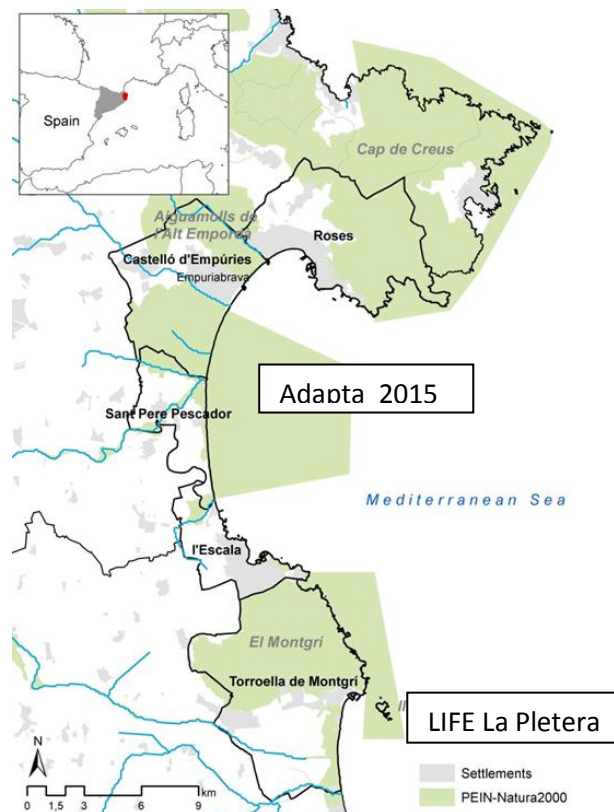 Spain
Cap de Creus
Aiguamolls de
l'Alt Empordà
Roses
Castelló d'Empúries
Empuriabrava
Adapta 2015
Sant Pere Pescador
Mediterranean Sea
l'Escala
El Montgrí
Torroella de Montgrí
LIFE La Pletera
N
Settlements
PEIN-Natura2000
0 1,5 3 6 9
km